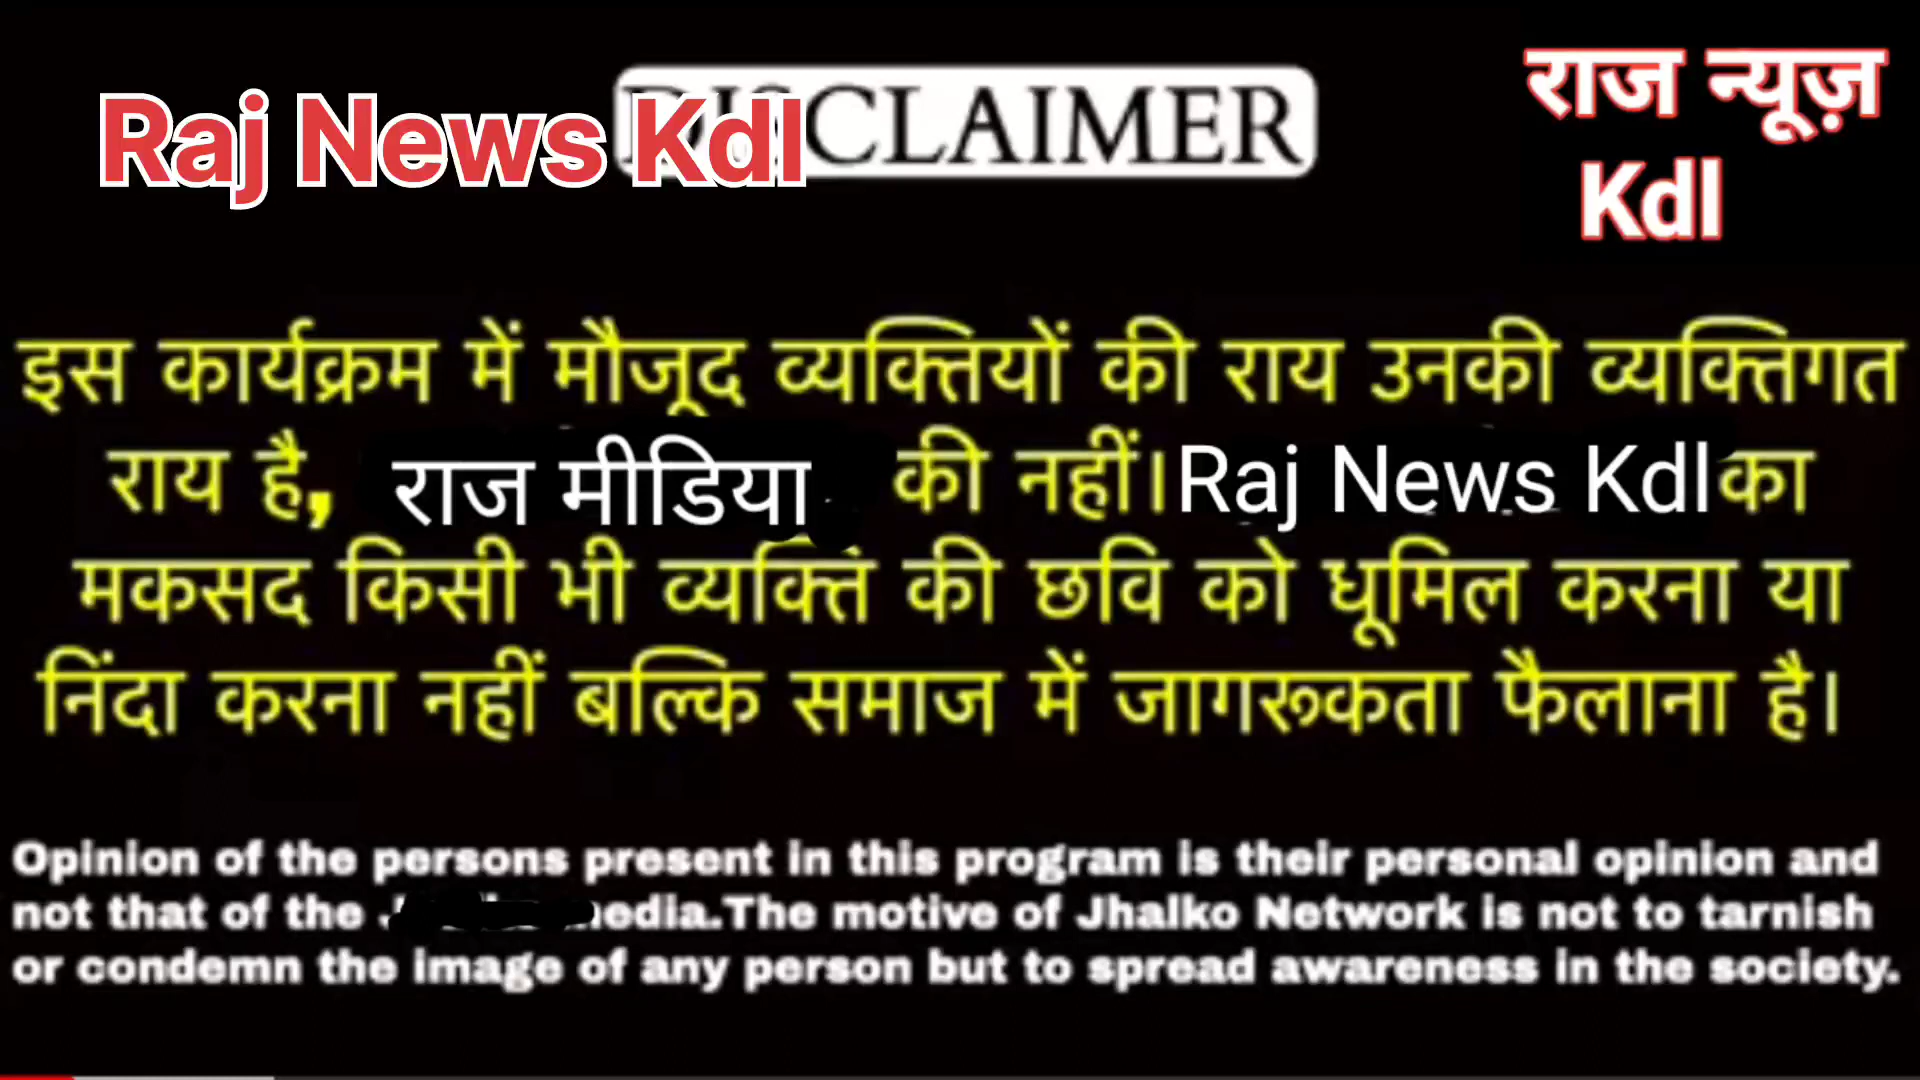 Raj News Kdl
DISCLAIMER
राज न्यूज़
Kdl
इस कार्यक्रम में मौजूद व्यक्तियों की राय उनकी व्यक्तिगत
राय है, राज मीडिया की नहीं। Raj News Kdl का
मकसद किसी भी व्यक्ति की छवि को धूमिल करना या
निंदा करना नहीं बल्कि समाज में जागरूकता फैलाना है।
Opinion of the persons present in this program is their personal opinion and
not that of the media.The motive of Jhalko Network is not to tarnish
or condemn the image of any person but to spread awareness in the society.